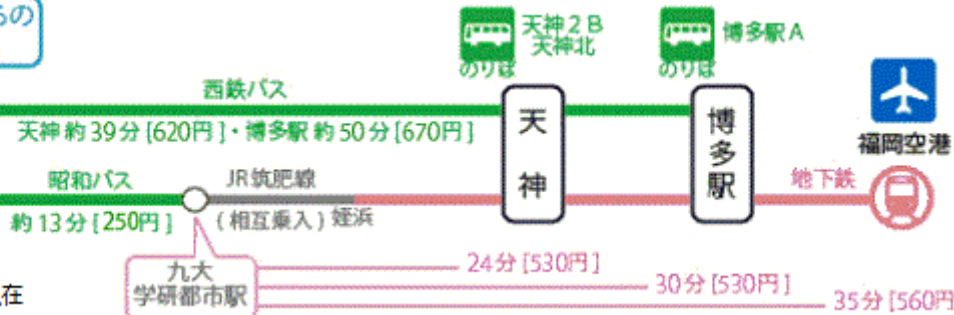 らの
天神2B
天神北
のりば
博多駅A
のりば
西鉄バス
天神 約39分 [620円]・博多駅 約50分 [670円]
天神
博多駅
福岡空港
昭和バス
JR筑肥線
地下鉄
約13分 [250円]
(相互乗入) 姪浜
九大
学研都市駅
24分 [530円]
30分 [530円]
35分 [560円
在